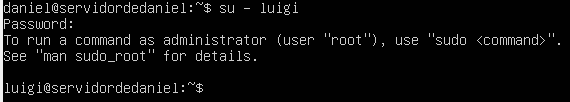 daniel@servidordedaniel:~$ su - luigi
Password:
To run a command as administrator (user "root"), use "sudo <command>".
See "man sudo_root" for details.
luigi@servidordedaniel:~$